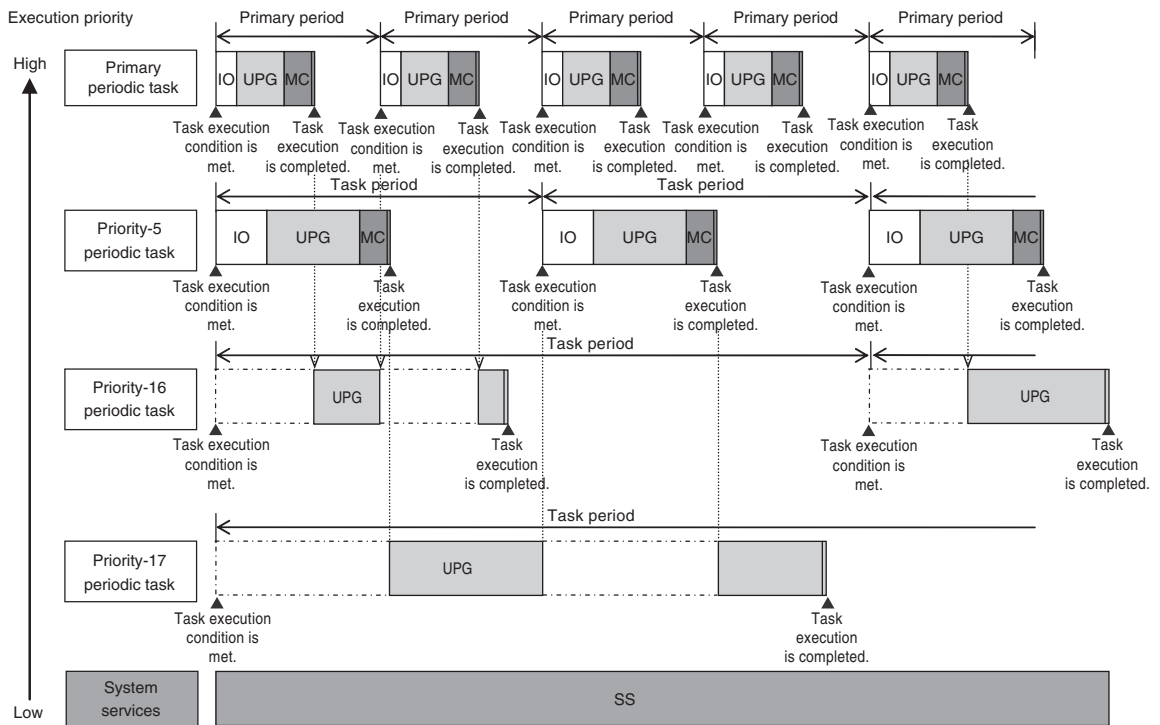 Execution priority
Primary period Primary period Primary period Primary period Primary period
High
Primary
periodic task
IO UPG MC IO UPG MC IO UPG MC IO UPG MC IO UPG MC
Task execution condition is met.
Task execution is completed.
Task execution condition is met.
Task execution is completed.
Task execution condition is met.
Task execution is completed.
Task execution condition is met.
Task execution is completed.
Task execution condition is met.
Task execution is completed.
Task period Task period
Priority-5
periodic task
IO UPG MC IO UPG MC IO UPG MC
Task execution condition is met.
Task execution is completed.
Task execution condition is met.
Task execution is completed.
Task execution condition is met.
Task execution is completed.
Task period
Priority-16
periodic task
UPG UPG
Task execution condition is met.
Task execution is completed.
Task execution condition is met.
Task execution is completed.
Task period
Priority-17
periodic task
UPG
Task execution condition is met.
Task execution is completed.
System
services
SS
Low